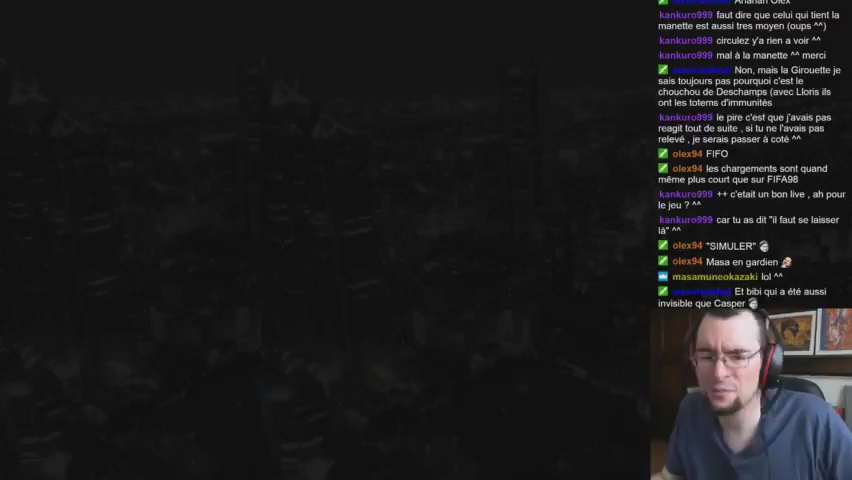 Ahahah Olex
kankuro999 faut dire que celui qui tient la
manette est aussi tres moyen (oups ^^)
kankuro999 circulez y'a rien a voir ^^
kankuro999 mal à la manette ^^ merci
Non, mais la Girouette je
sais toujours pas pourquoi c'est le
chouchou de Deschamps (avec Lloris ils
ont les totems d'immunités
kankuro999 le pire c'est que j'avais pas
reagit tout de suite , si tu ne l'avais pas
relevé , je serais passer à coté ^^
olex94 FIFO
olex94 les chargements sont quand
même plus court que sur FIFA98
kankuro999 ++ c'etait un bon live , ah pour
le jeu ? ^^
kankuro999 car tu as dit "il faut se laisser
là" ^^
olex94 "SIMULER"
olex94 Masa en gardien
masamuneokazaki lol ^^
Et bibi qui a été aussi
invisible que Casper